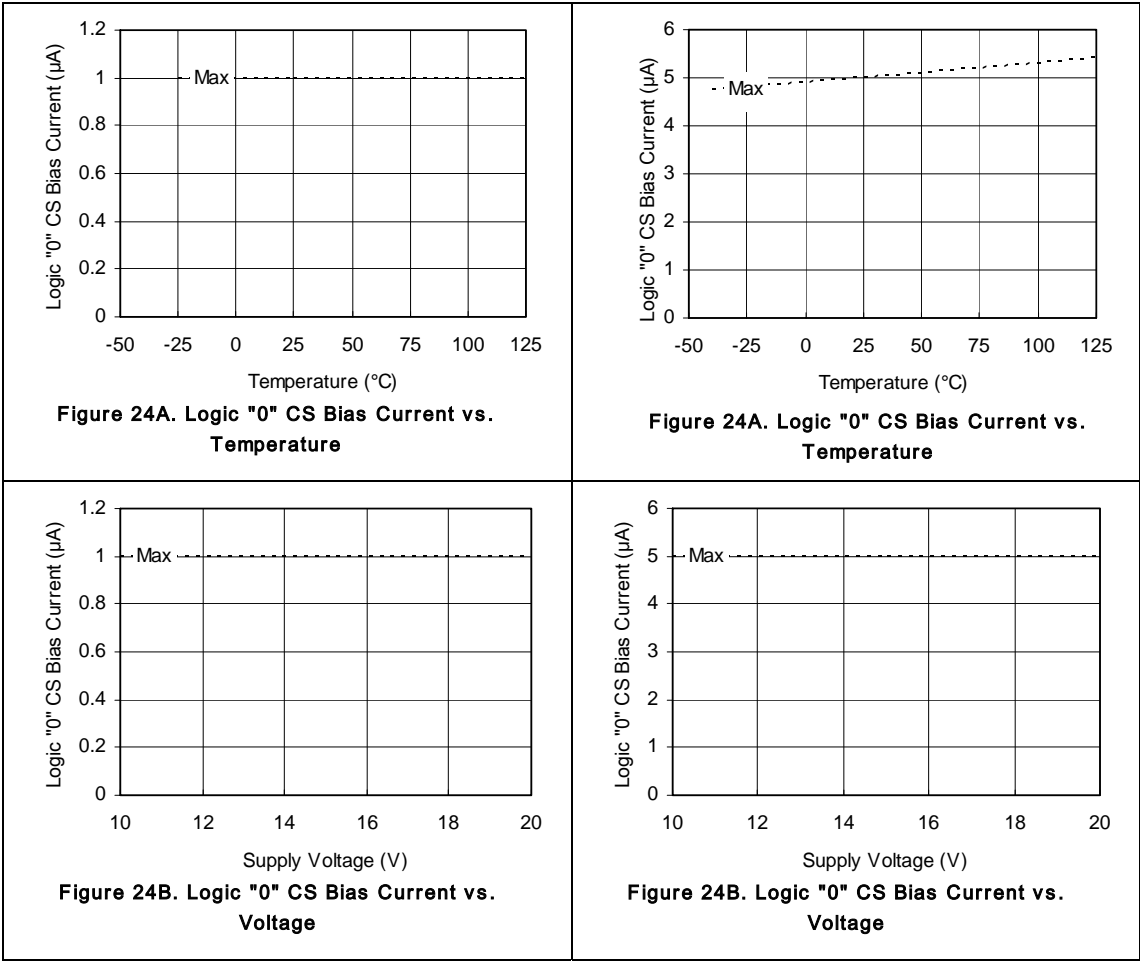 1.2
1
0.8
0.6
0.4
0.2
0
Logic "0" CS Bias Current (µA)
Max
-50 -25 0 25 50 75 100 125
Temperature (°C)
Figure 24A. Logic "0" CS Bias Current vs.
Temperature
6
5
4
3
2
1
0
Logic "0" CS Bias Current (µA)
Max
-50 -25 0 25 50 75 100 125
Temperature (°C)
Figure 24A. Logic "0" CS Bias Current vs.
Temperature
1.2
1
0.8
0.6
0.4
0.2
0
Logic "0" CS Bias Current (µA)
Max
10 12 14 16 18 20
Supply Voltage (V)
Figure 24B. Logic "0" CS Bias Current vs.
Voltage
6
5
4
3
2
1
0
Logic "0" CS Bias Current (µA)
Max
10 12 14 16 18 20
Supply Voltage (V)
Figure 24B. Logic "0" CS Bias Current vs.
Voltage